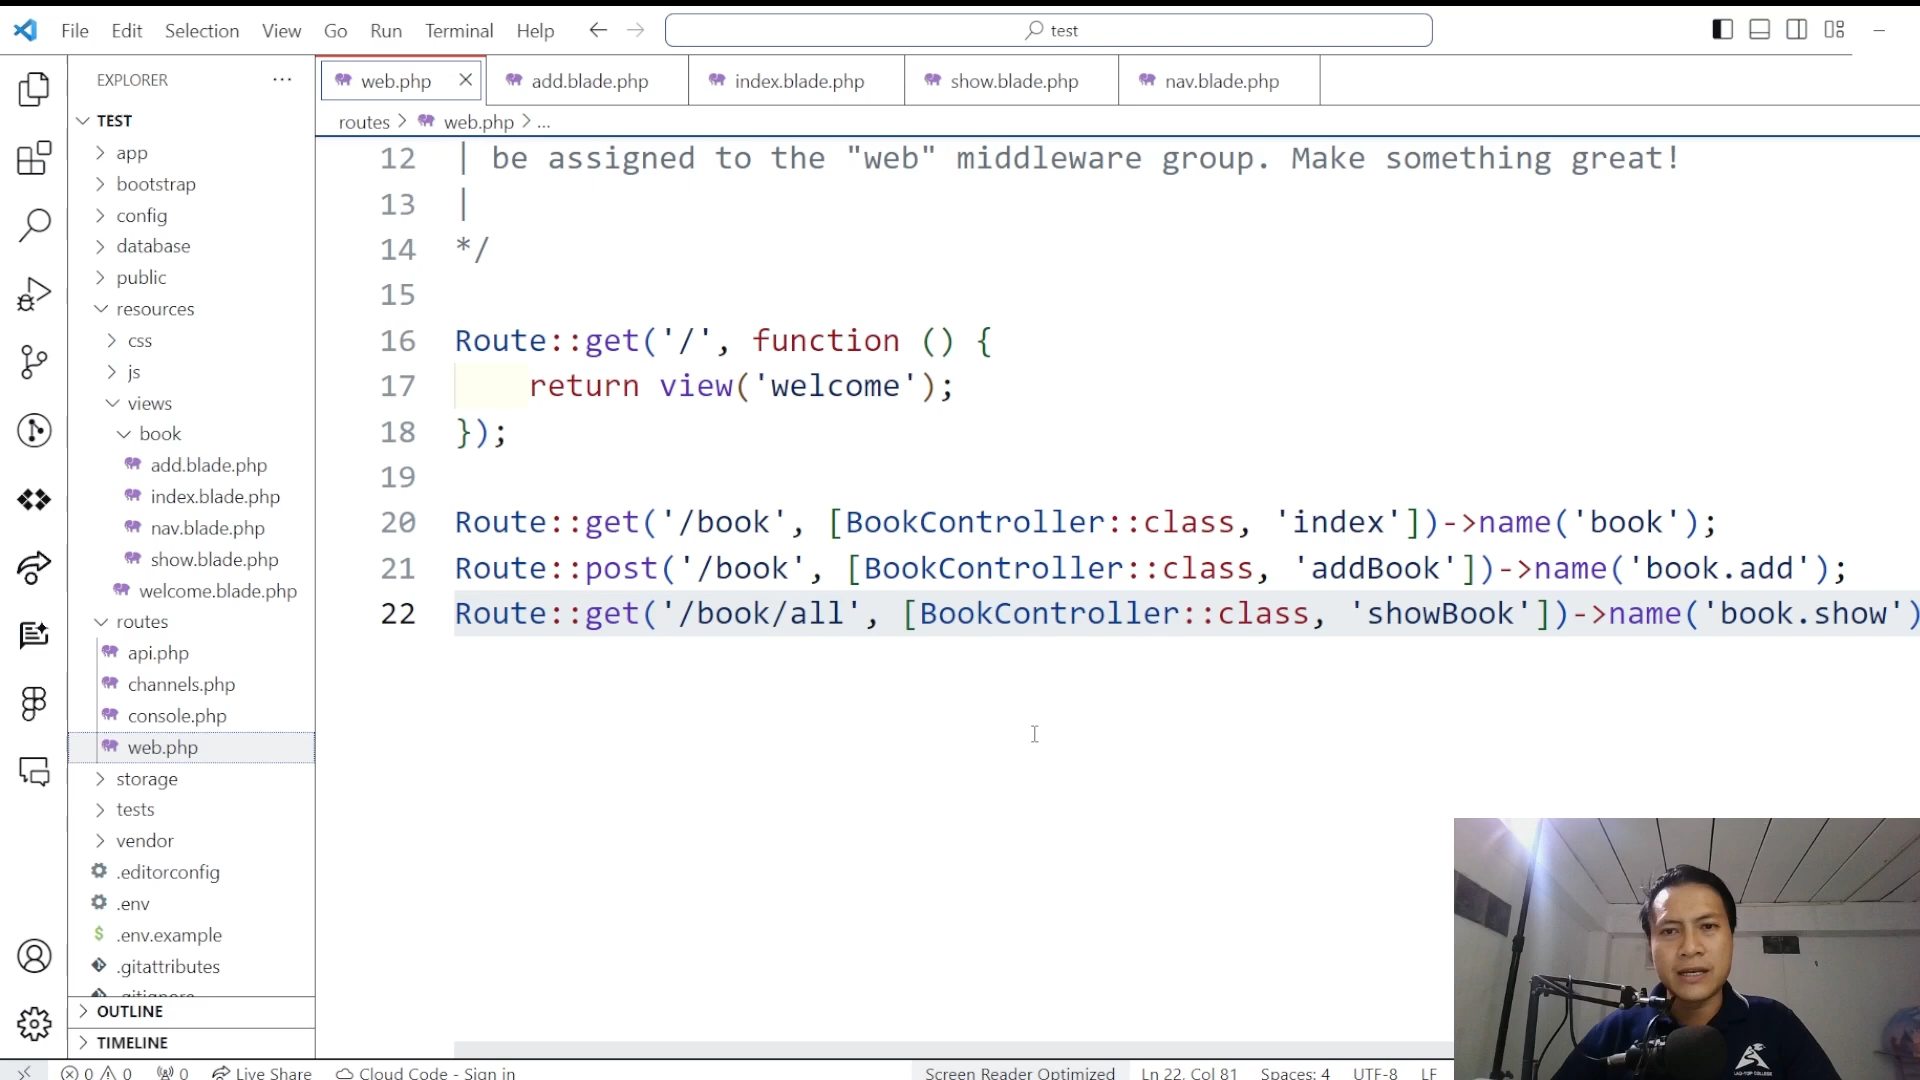 File Edit Selection View Go Run Terminal Help
test
EXPLORER
TEST
app
bootstrap
config
database
public
resources
css
js
views
book
add.blade.php
index.blade.php
nav.blade.php
show.blade.php
welcome.blade.php
routes
api.php
channels.php
console.php
web.php
storage
tests
vendor
.editorconfig
.env
.env.example
.gitattributes
.gitignore
OUTLINE
TIMELINE
web.php add.blade.php index.blade.php show.blade.php nav.blade.php
routes > web.php > ...
12 | be assigned to the "web" middleware group. Make something great!
13 |
14 */
15
16 Route::get('/', function () {
17 return view('welcome');
18 });
19
20 Route::get('/book', [BookController::class, 'index'])->name('book');
21 Route::post('/book', [BookController::class, 'addBook'])->name('book.add');
22 Route::get('/book/all', [BookController::class, 'showBook'])->name('book.show')
0 0 0 Live Share Cloud Code - Sign in Screen Reader Optimized Ln 22, Col 81 Spaces: 4 UTF-8 LF
LAO-TOP COLLEGE